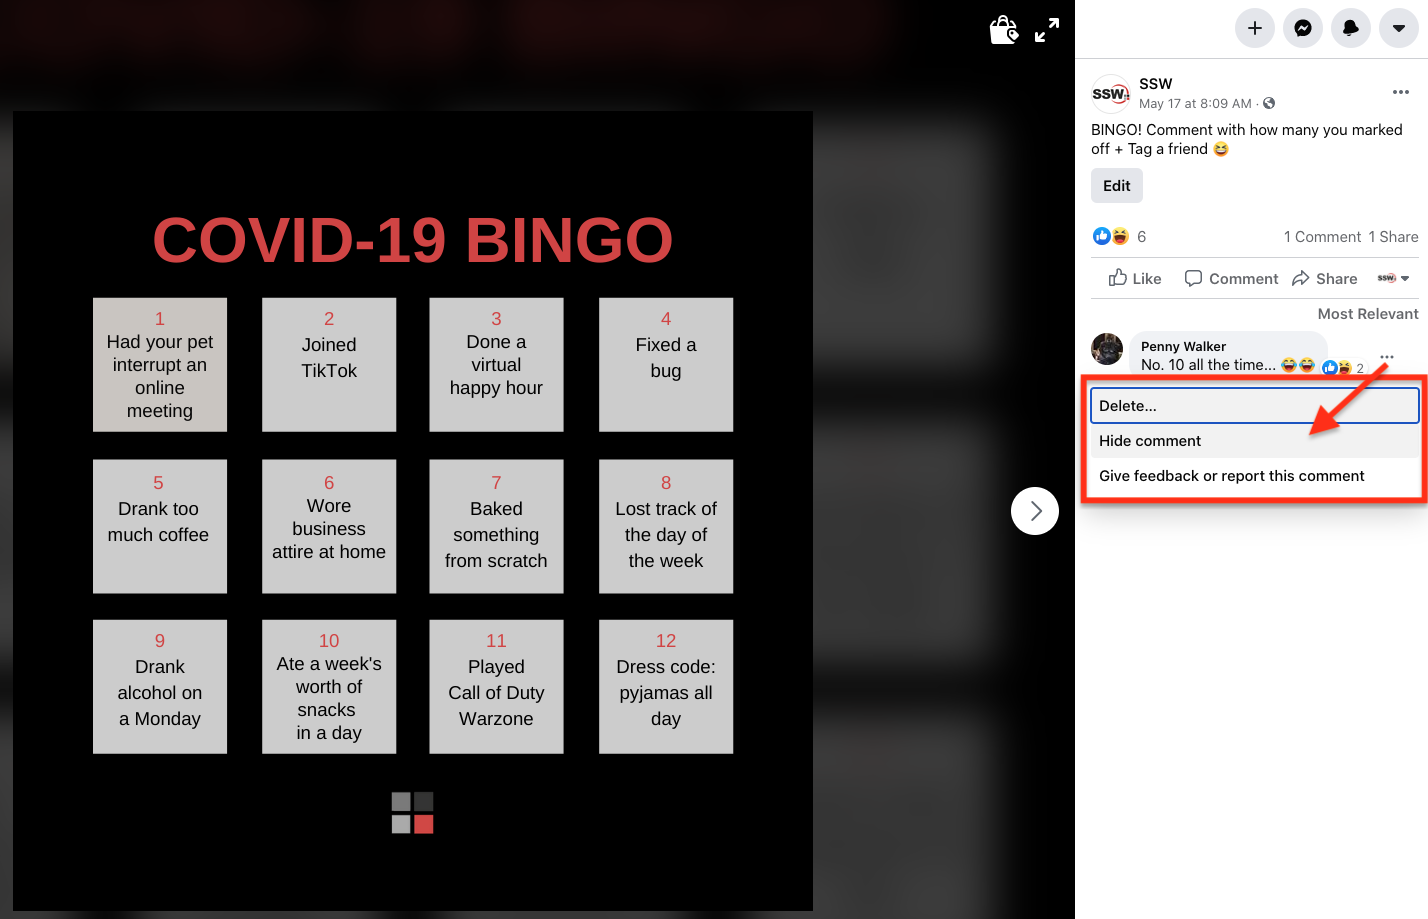 COVID-19 BINGO
1
Had your pet
interrupt an
online
meeting
2
Joined
TikTok
3
Done a
virtual
happy hour
4
Fixed a
bug
5
Drank too
much coffee
6
Wore
business
attire at home
7
Baked
something
from scratch
8
Lost track of
the day of
the week
9
Drank
alcohol on
a Monday
10
Ate a week's
worth of
snacks
in a day
11
Played
Call of Duty
Warzone
12
Dress code:
pyjamas all
day
SSW
SSW
May 17 at 8:09 AM ·
BINGO! Comment with how many you marked
off + Tag a friend 😆
Edit
6
1 Comment 1 Share
Like Comment Share SSW
Most Relevant
Penny Walker
No. 10 all the time... 😂😂
2
Delete...
Hide comment
Give feedback or report this comment